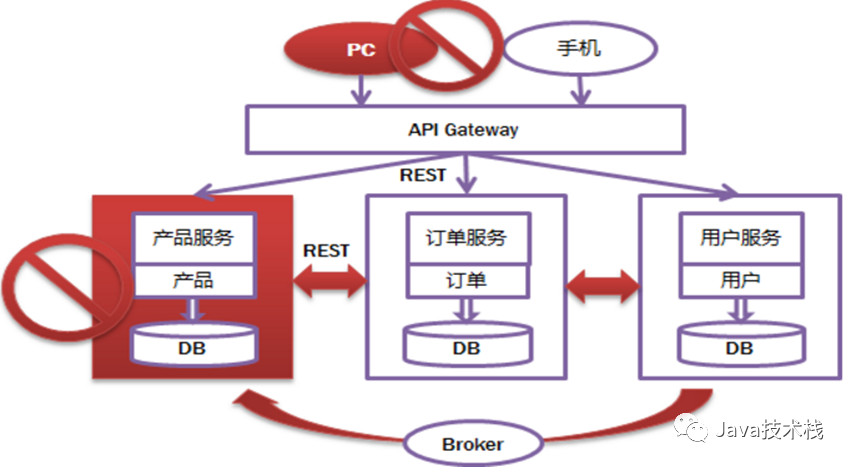 PC
手机
API Gateway
REST
产品服务
产品
DB
REST
订单服务
订单
DB
用户服务
用户
DB
Broker
Java技术栈